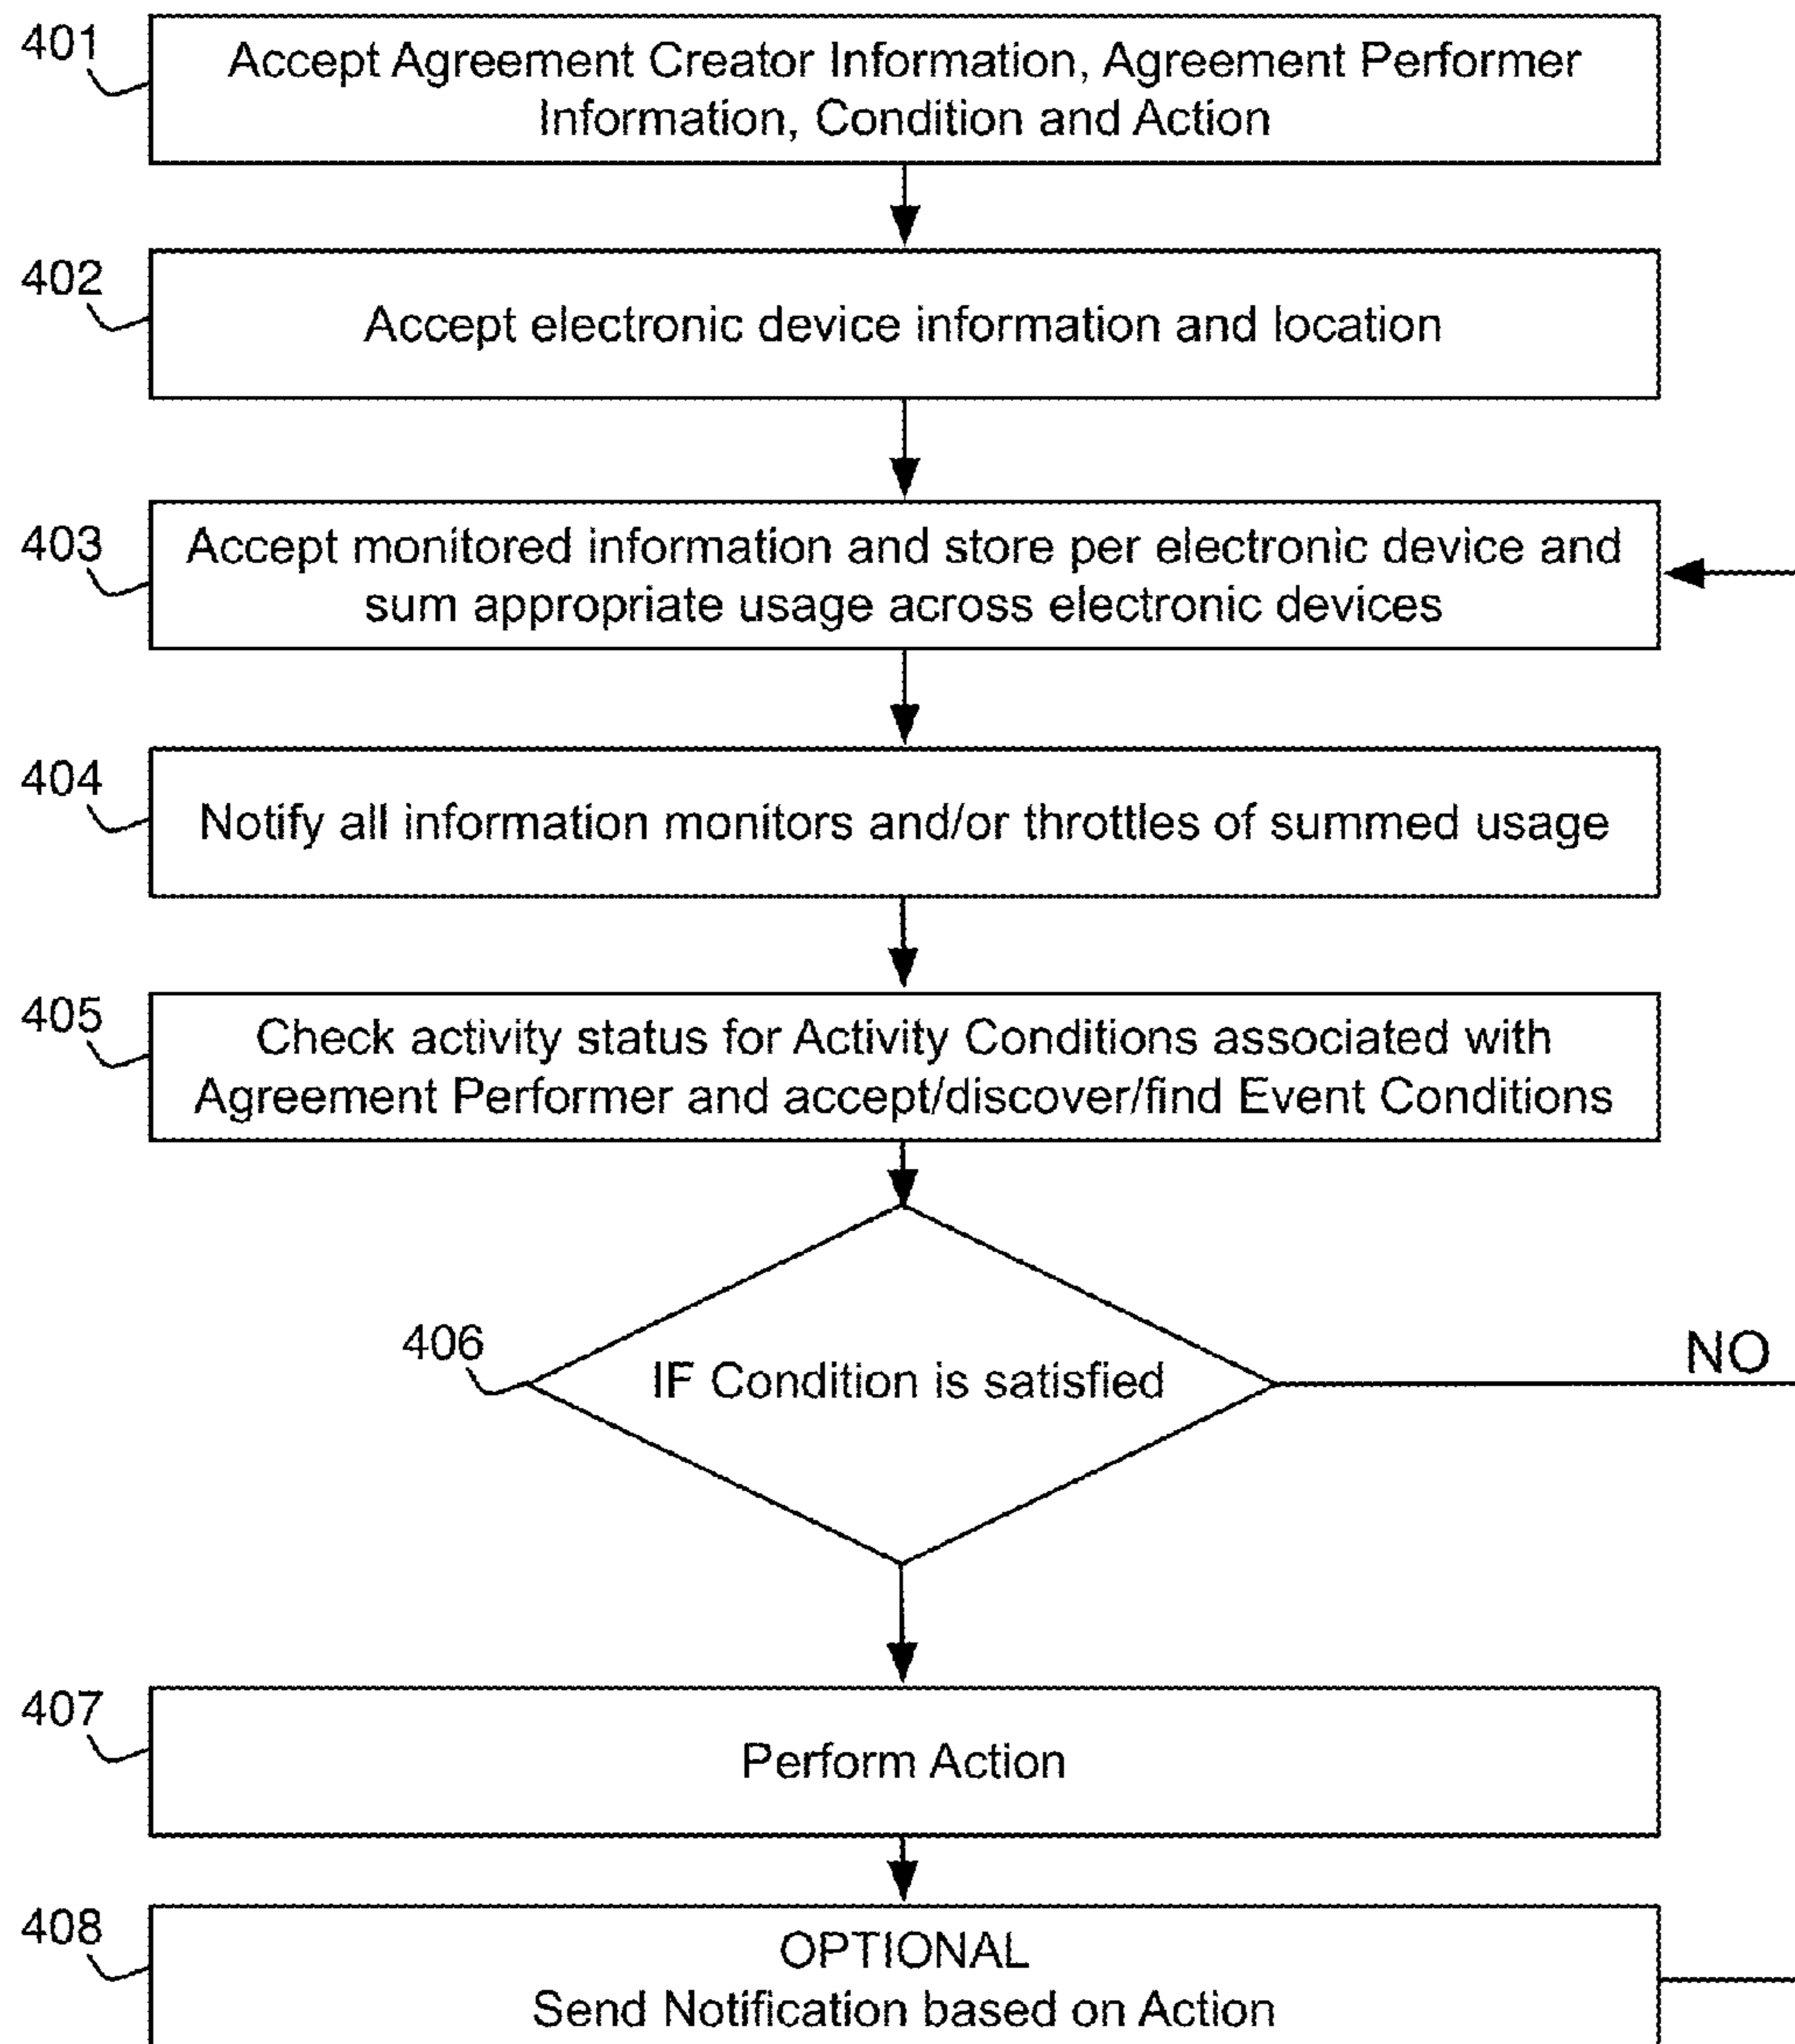 401
Accept Agreement Creator Information, Agreement Performer
Information, Condition and Action
402
Accept electronic device information and location
403
Accept monitored information and store per electronic device and
sum appropriate usage across electronic devices
404
Notify all information monitors and/or throttles of summed usage
405
Check activity status for Activity Conditions associated with
Agreement Performer and accept/discover/find Event Conditions
406
IF Condition is satisfied
NO
407
Perform Action
408
OPTIONAL
Send Notification based on Action